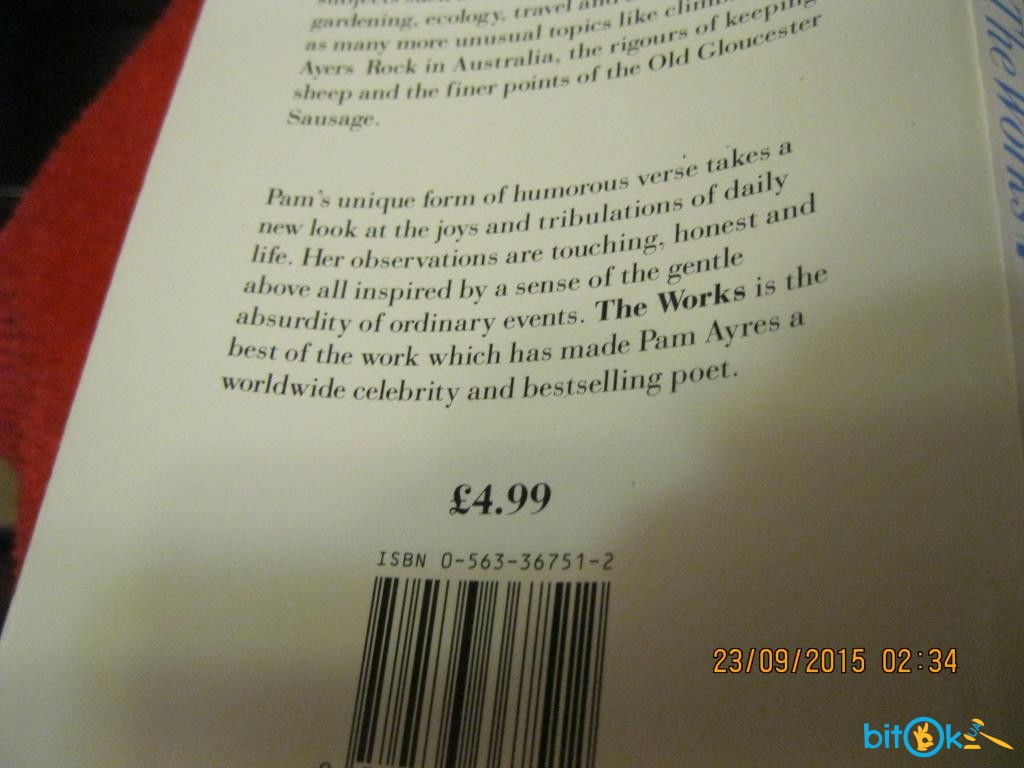 gardening, ecology, travel and
as many more unusual topics like climb
Ayers Rock in Australia, the rigours of keeping
sheep and the finer points of the Old Gloucester
Sausage.
Pam's unique form of humorous verse takes a
new look at the joys and tribulations of daily
life. Her observations are touching, honest and
above all inspired by a sense of the gentle
absurdity of ordinary events. The Works is the
best of the work which has made Pam Ayres a
worldwide celebrity and bestselling poet.
£4.99
ISBN 0-563-36751-2
The Works
23/09/2015 02:34
bitok UA